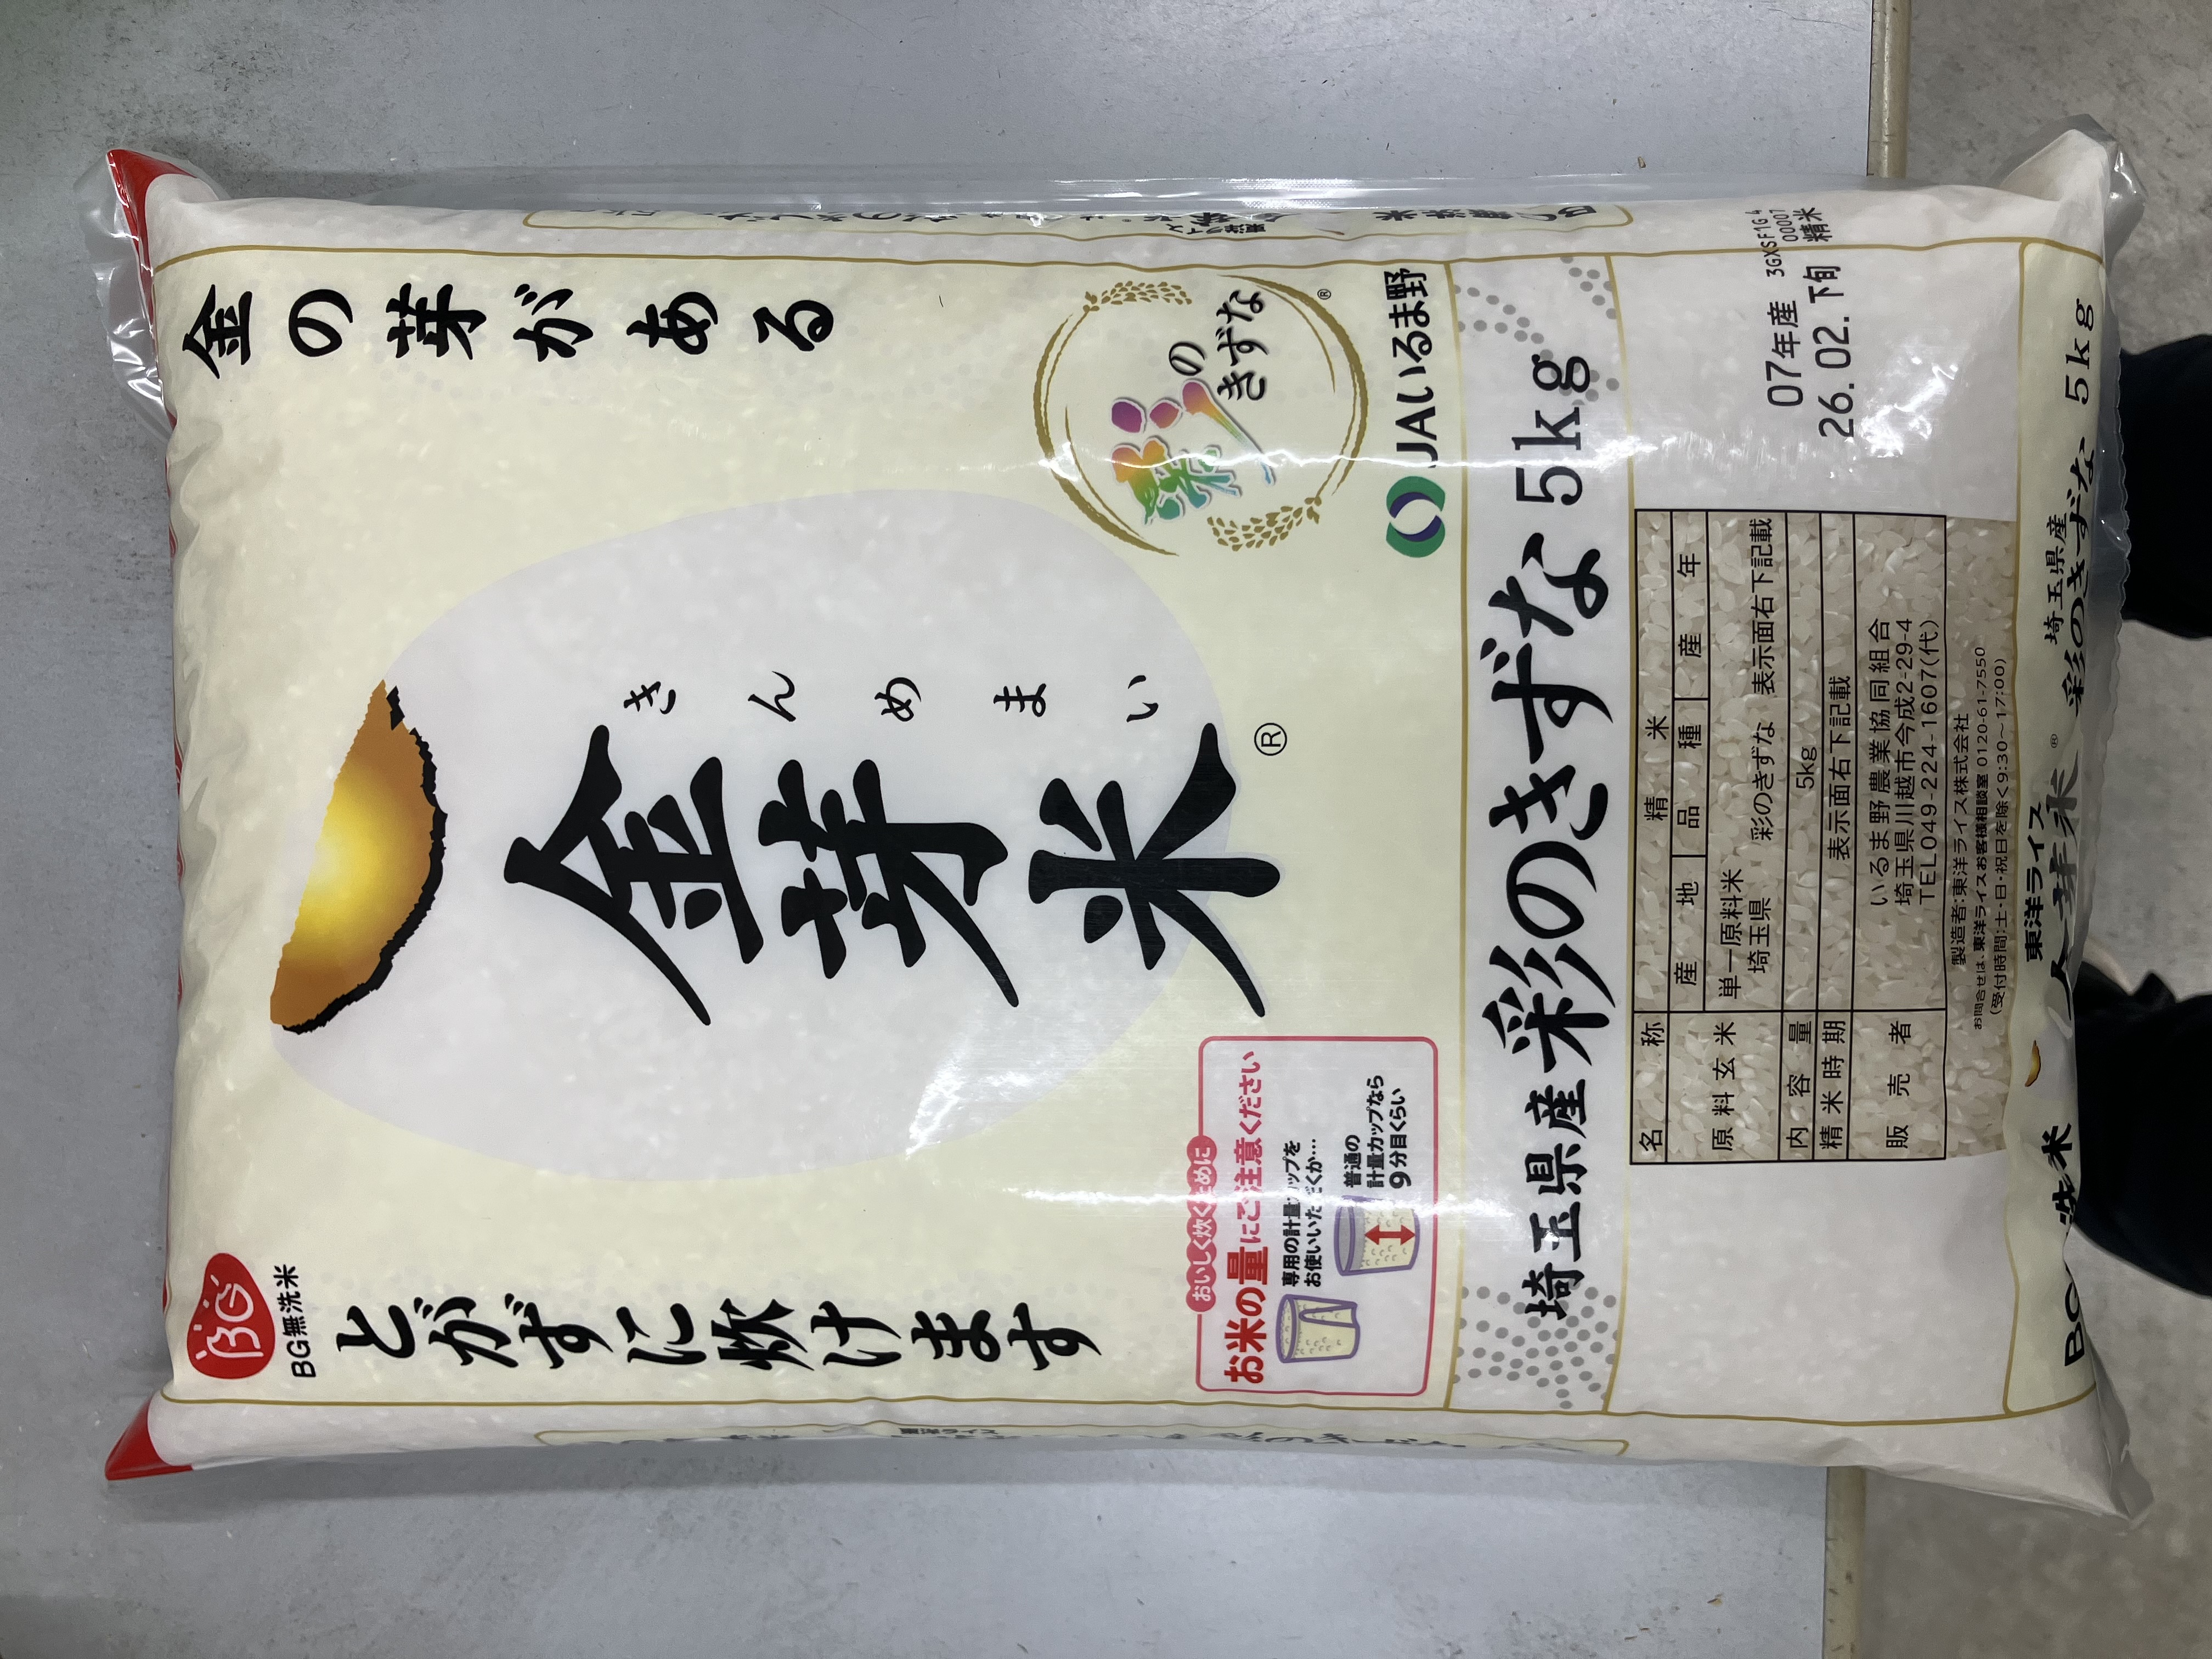 金の芽がある
BG無洗米
とがずに炊けます
きんめまい
金芽米®
彩のきずな®
JAいるま野
おいしく炊くために
お米の量にご注意ください
専用の計量カップを
お使いいただくか…
普通の
計量カップなら
9分目くらい
埼玉県産彩のきずな 5kg
名称 精米
原料玄米 産地 品種 産年
単一原料米
埼玉県 彩のきずな 表示面右下記載
内容量 5kg
精米時期 表示面右下記載
販売者 いるま野農業協同組合
埼玉県川越市今成2-29-4
TEL049-224-1607(代)
製造者:東洋ライス株式会社
お問合せは、東洋ライスお客様相談室 0120-61-7550
(受付時間:土・日・祝日を除く9:30~17:00)
07年産
26.02.下旬
精米
東洋ライス
金芽米® 埼玉県産
彩のきずな 5kg